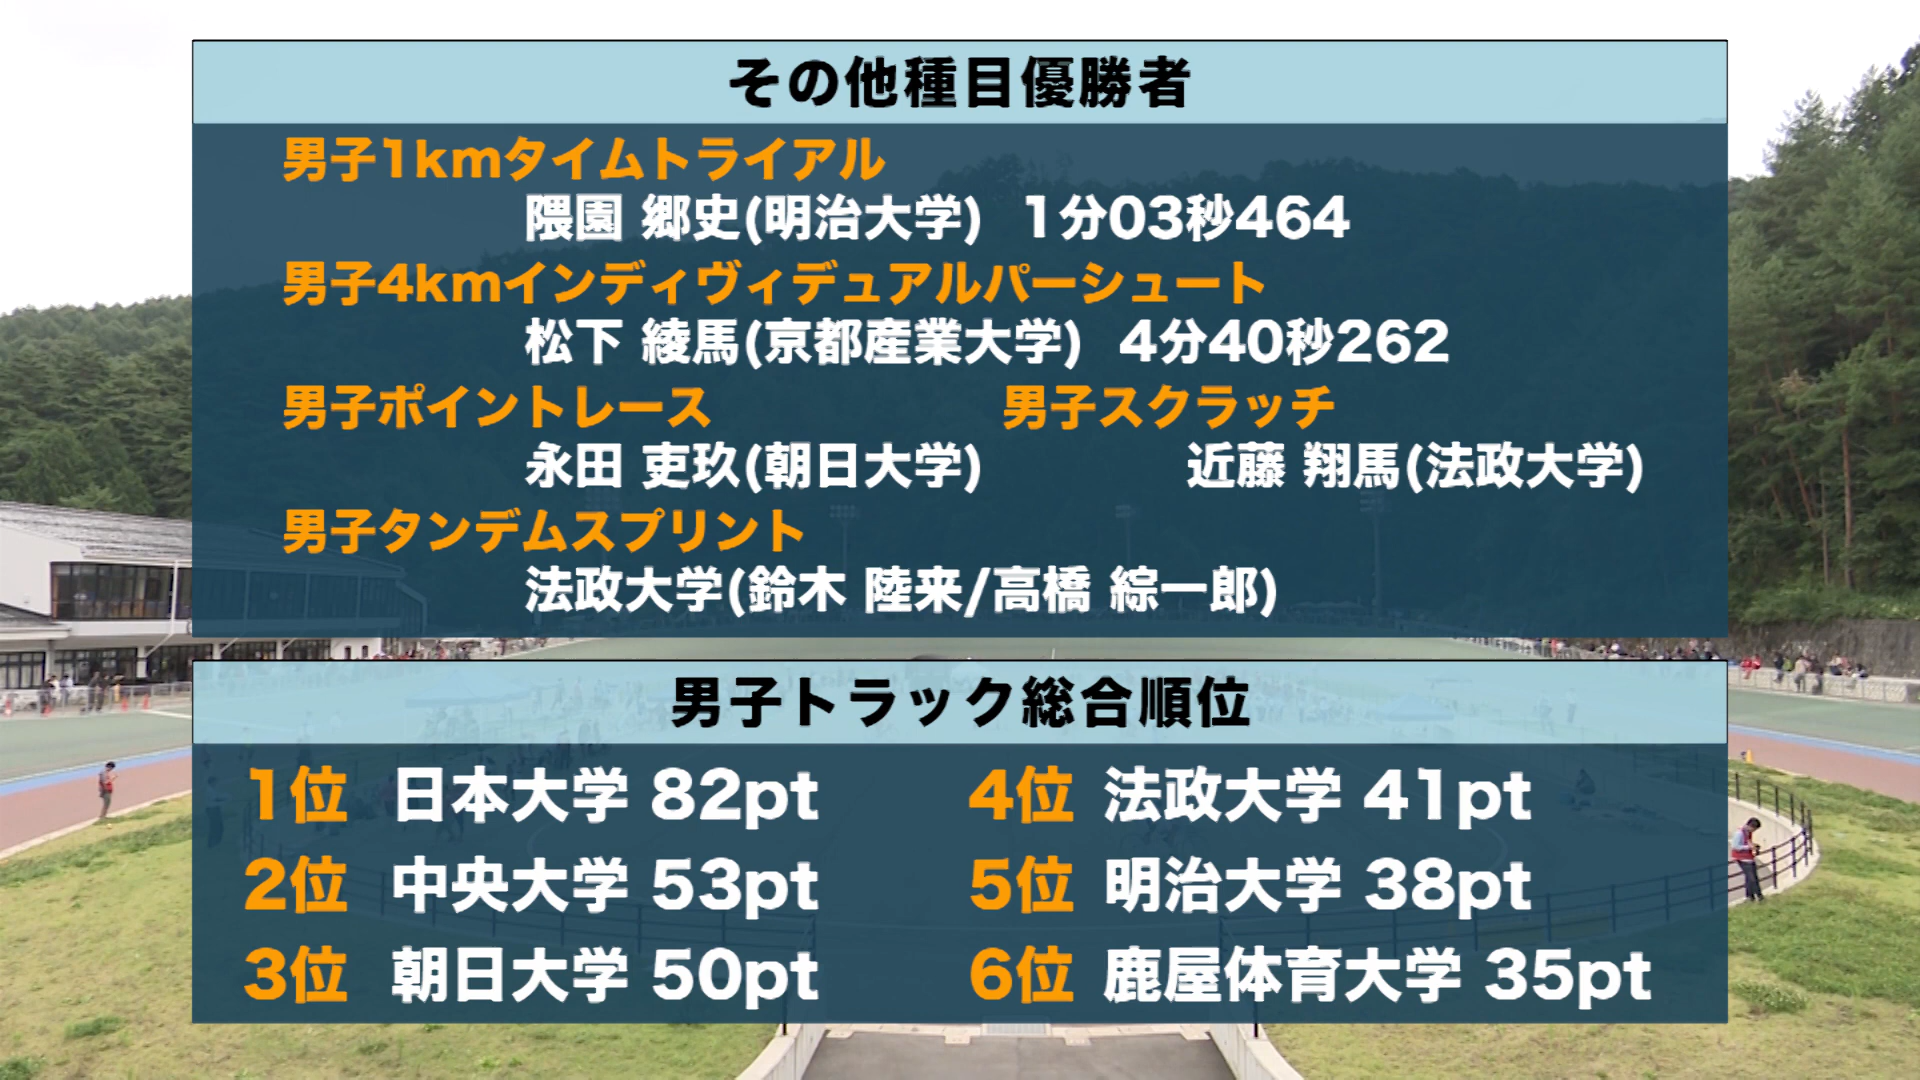 その他種目優勝者
男子1kmタイムトライアル
隈園 郷史(明治大学) 1分03秒464
男子4kmインディヴィデュアルパーシュート
松下 綾馬(京都産業大学) 4分40秒262
男子ポイントレース 男子スクラッチ
永田 吏玖(朝日大学) 近藤 翔馬(法政大学)
男子タンデムスプリント
法政大学(鈴木 陸来/高橋 綜一郎)
男子トラック総合順位
1位 日本大学 82pt 4位 法政大学 41pt
2位 中央大学 53pt 5位 明治大学 38pt
3位 朝日大学 50pt 6位 鹿屋体育大学 35pt